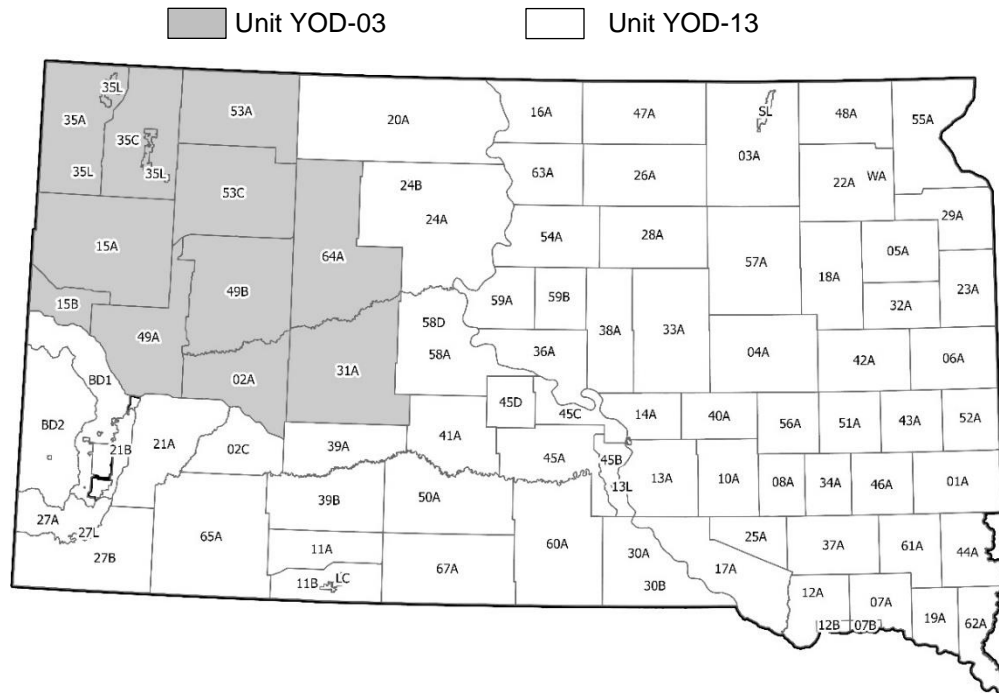 Unit YOD-03 Unit YOD-13
35L
35A 53A 20A 16A 47A SL 48A 55A
35C
03A
35L 35L 53C 24B 63A 26A 22A WA
24A 29A
15A 64A 54A 28A 57A 05A
49B 18A
15B 59A 59B 23A
58D 32A
49A 38A 33A
58A 36A 04A 42A 06A
BD1 02A 31A
45D 45C 14A 40A
BD2 56A 51A 43A 52A
21A 21B 02C 39A 41A 45A 45B
13L 13A 10A 08A 34A 46A 01A
27A 39B 50A
27L 65A 60A 25A
27B 11A 30A 37A 61A 44A
11B LC 67A 30B 17A 12A 07A
12B 07B 19A 62A